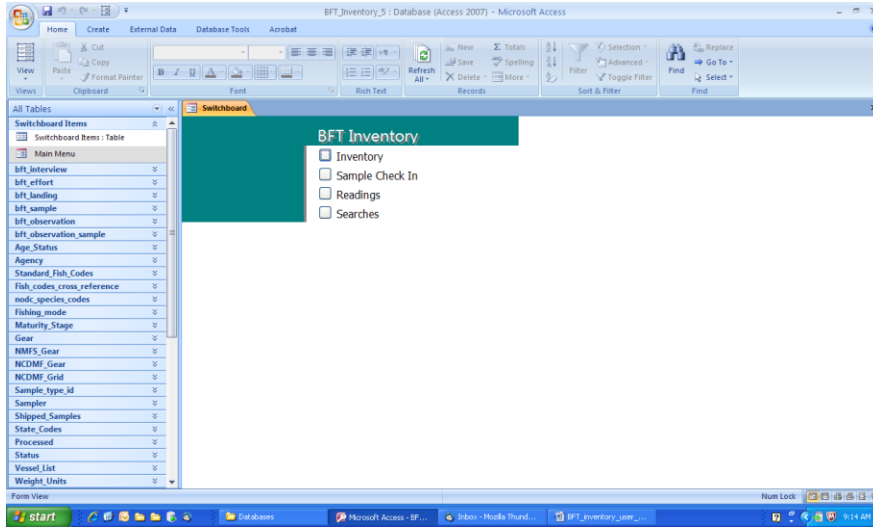 BFT_Inventory_5 : Database (Access 2007) - Microsoft Access
Home Create External Data Database Tools Acrobat
View
Views
Paste
Cut
Copy
Format Painter
Clipboard
B I U A
Font
Rich Text
Refresh
All
New
Save
Delete
Totals
Spelling
More
Records
Filter
Selection
Advanced
Toggle Filter
Sort & Filter
Find
Replace
Go To
Select
Find
All Tables
Switchboard Items
Switchboard Items : Table
Main Menu
bft_interview
bft_effort
bft_landing
bft_sample
bft_observation
bft_observation_sample
Age_Status
Agency
Standard_Fish_Codes
Fish_codes_cross_reference
nodc_species_codes
Fishing_mode
Maturity_Stage
Gear
NMFS_Gear
NCDMF_Gear
NCDMF_Grid
Sample_type_id
Sampler
Shipped_Samples
State_Codes
Processed
Status
Vessel_List
Weight_Units
Switchboard
BFT Inventory
Inventory
Sample Check In
Readings
Searches
Form View
Num Lock
start
Databases
Microsoft Access - BF...
Inbox - Mozilla Thund...
BFT_inventory_user_...
9:14 AM